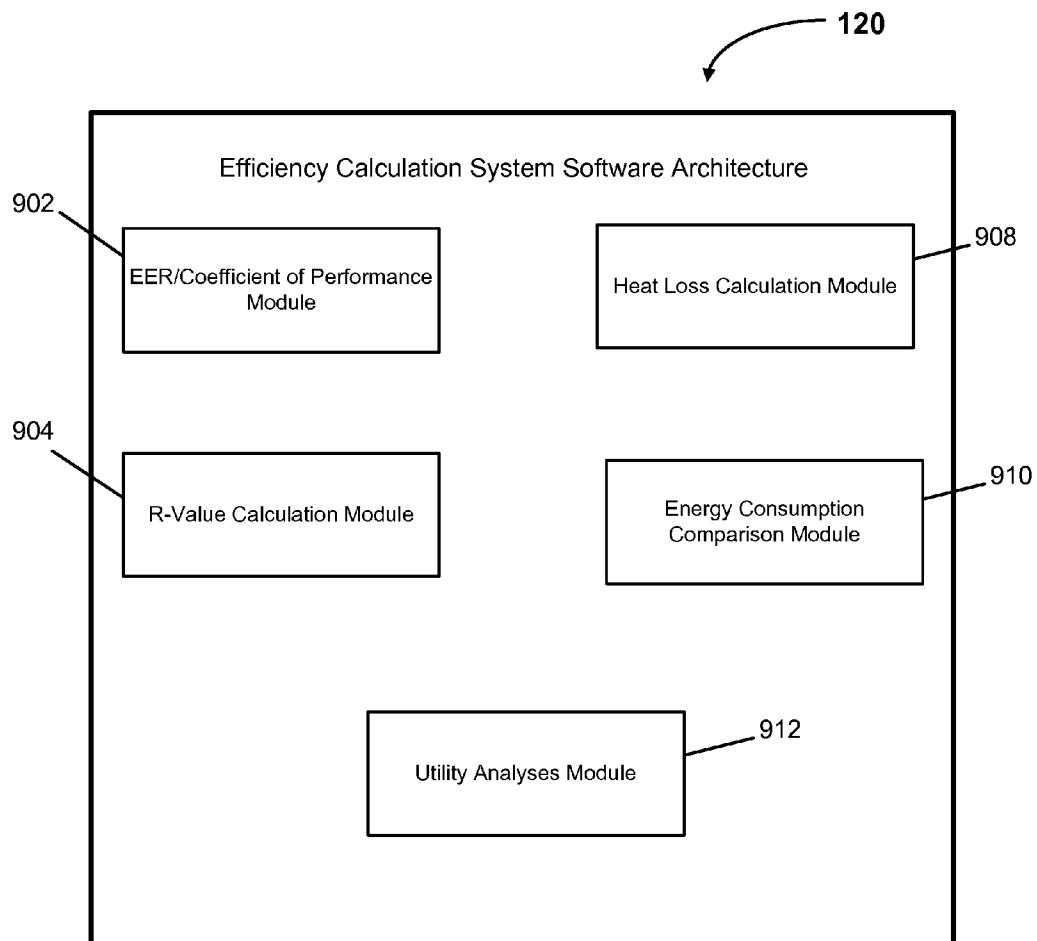 120
Efficiency Calculation System Software Architecture
902
EER/Coefficient of Performance
Module
908
Heat Loss Calculation Module
904
R-Value Calculation Module
910
Energy Consumption
Comparison Module
912
Utility Analyses Module